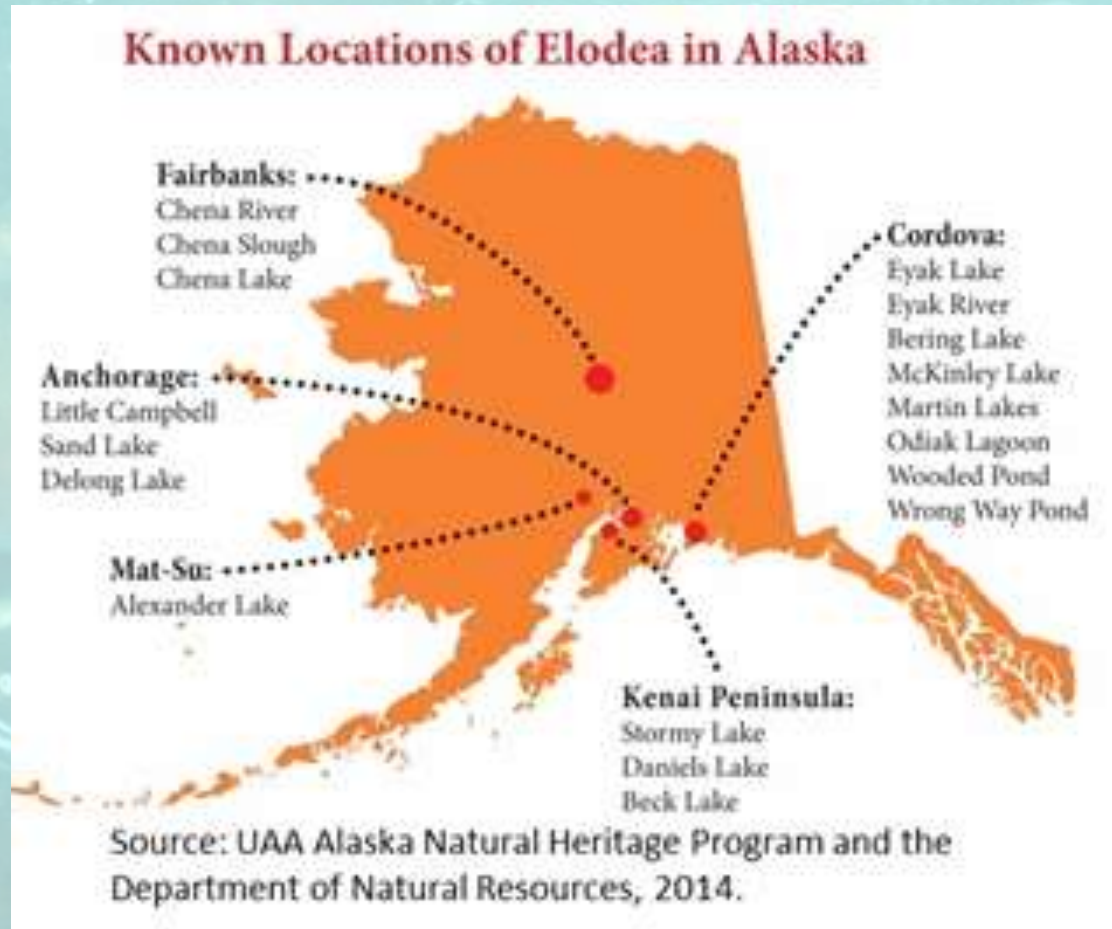 Known Locations of Elodea in Alaska
Fairbanks:
Chena River
Chena Slough
Chena Lake
Cordova:
Eyak Lake
Eyak River
Bering Lake
McKinley Lake
Martin Lakes
Odiak Lagoon
Wooded Pond
Wrong Way Pond
Anchorage:
Little Campbell
Sand Lake
Delong Lake
Mat-Su:
Alexander Lake
Kenai Peninsula:
Stormy Lake
Daniels Lake
Beck Lake
Source: UAA Alaska Natural Heritage Program and the
Department of Natural Resources, 2014.